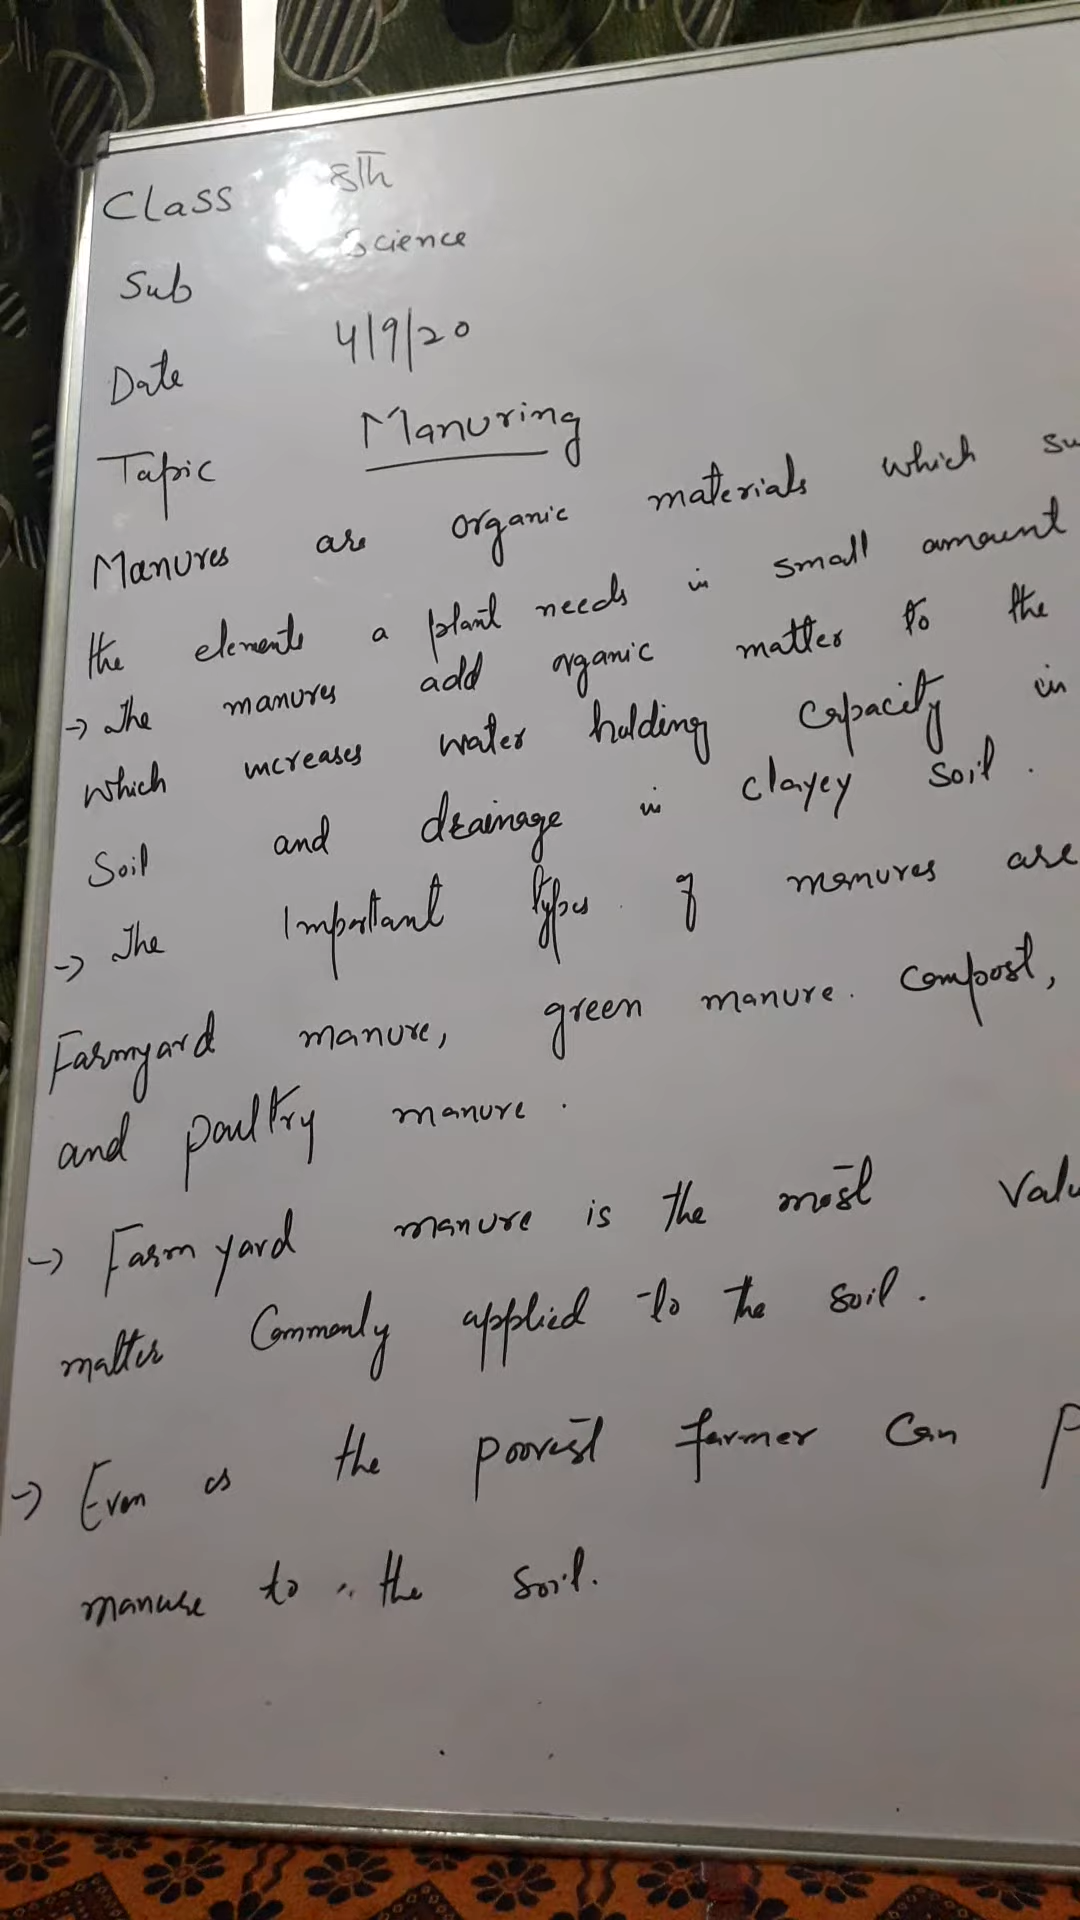 Class 8Th
Sub Science
Date 4/9/20
Tapic Manuring
Manures are organic materials which su
the elements a plant needs in small amount
→ The manures add organic matter to the
which increases water holding capacity in
Soil and drainage in clayey soil.
→ The Important types of manures are
Farmyard manure, green manure. Compost,
and poultry manure.
→ Farm yard manure is the most Valu
matter Commonly applied to the soil.
→ Even as the poorest farmer Can P
manure to the soil.